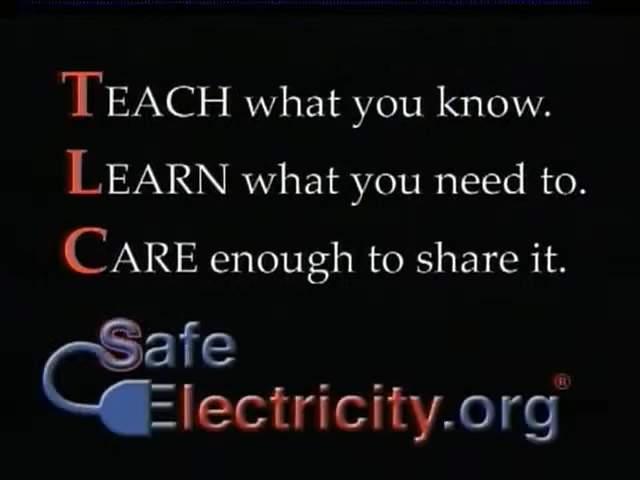 TEACH what you know.
LEARN what you need to.
CARE enough to share it.
Safe
Electricity.org®